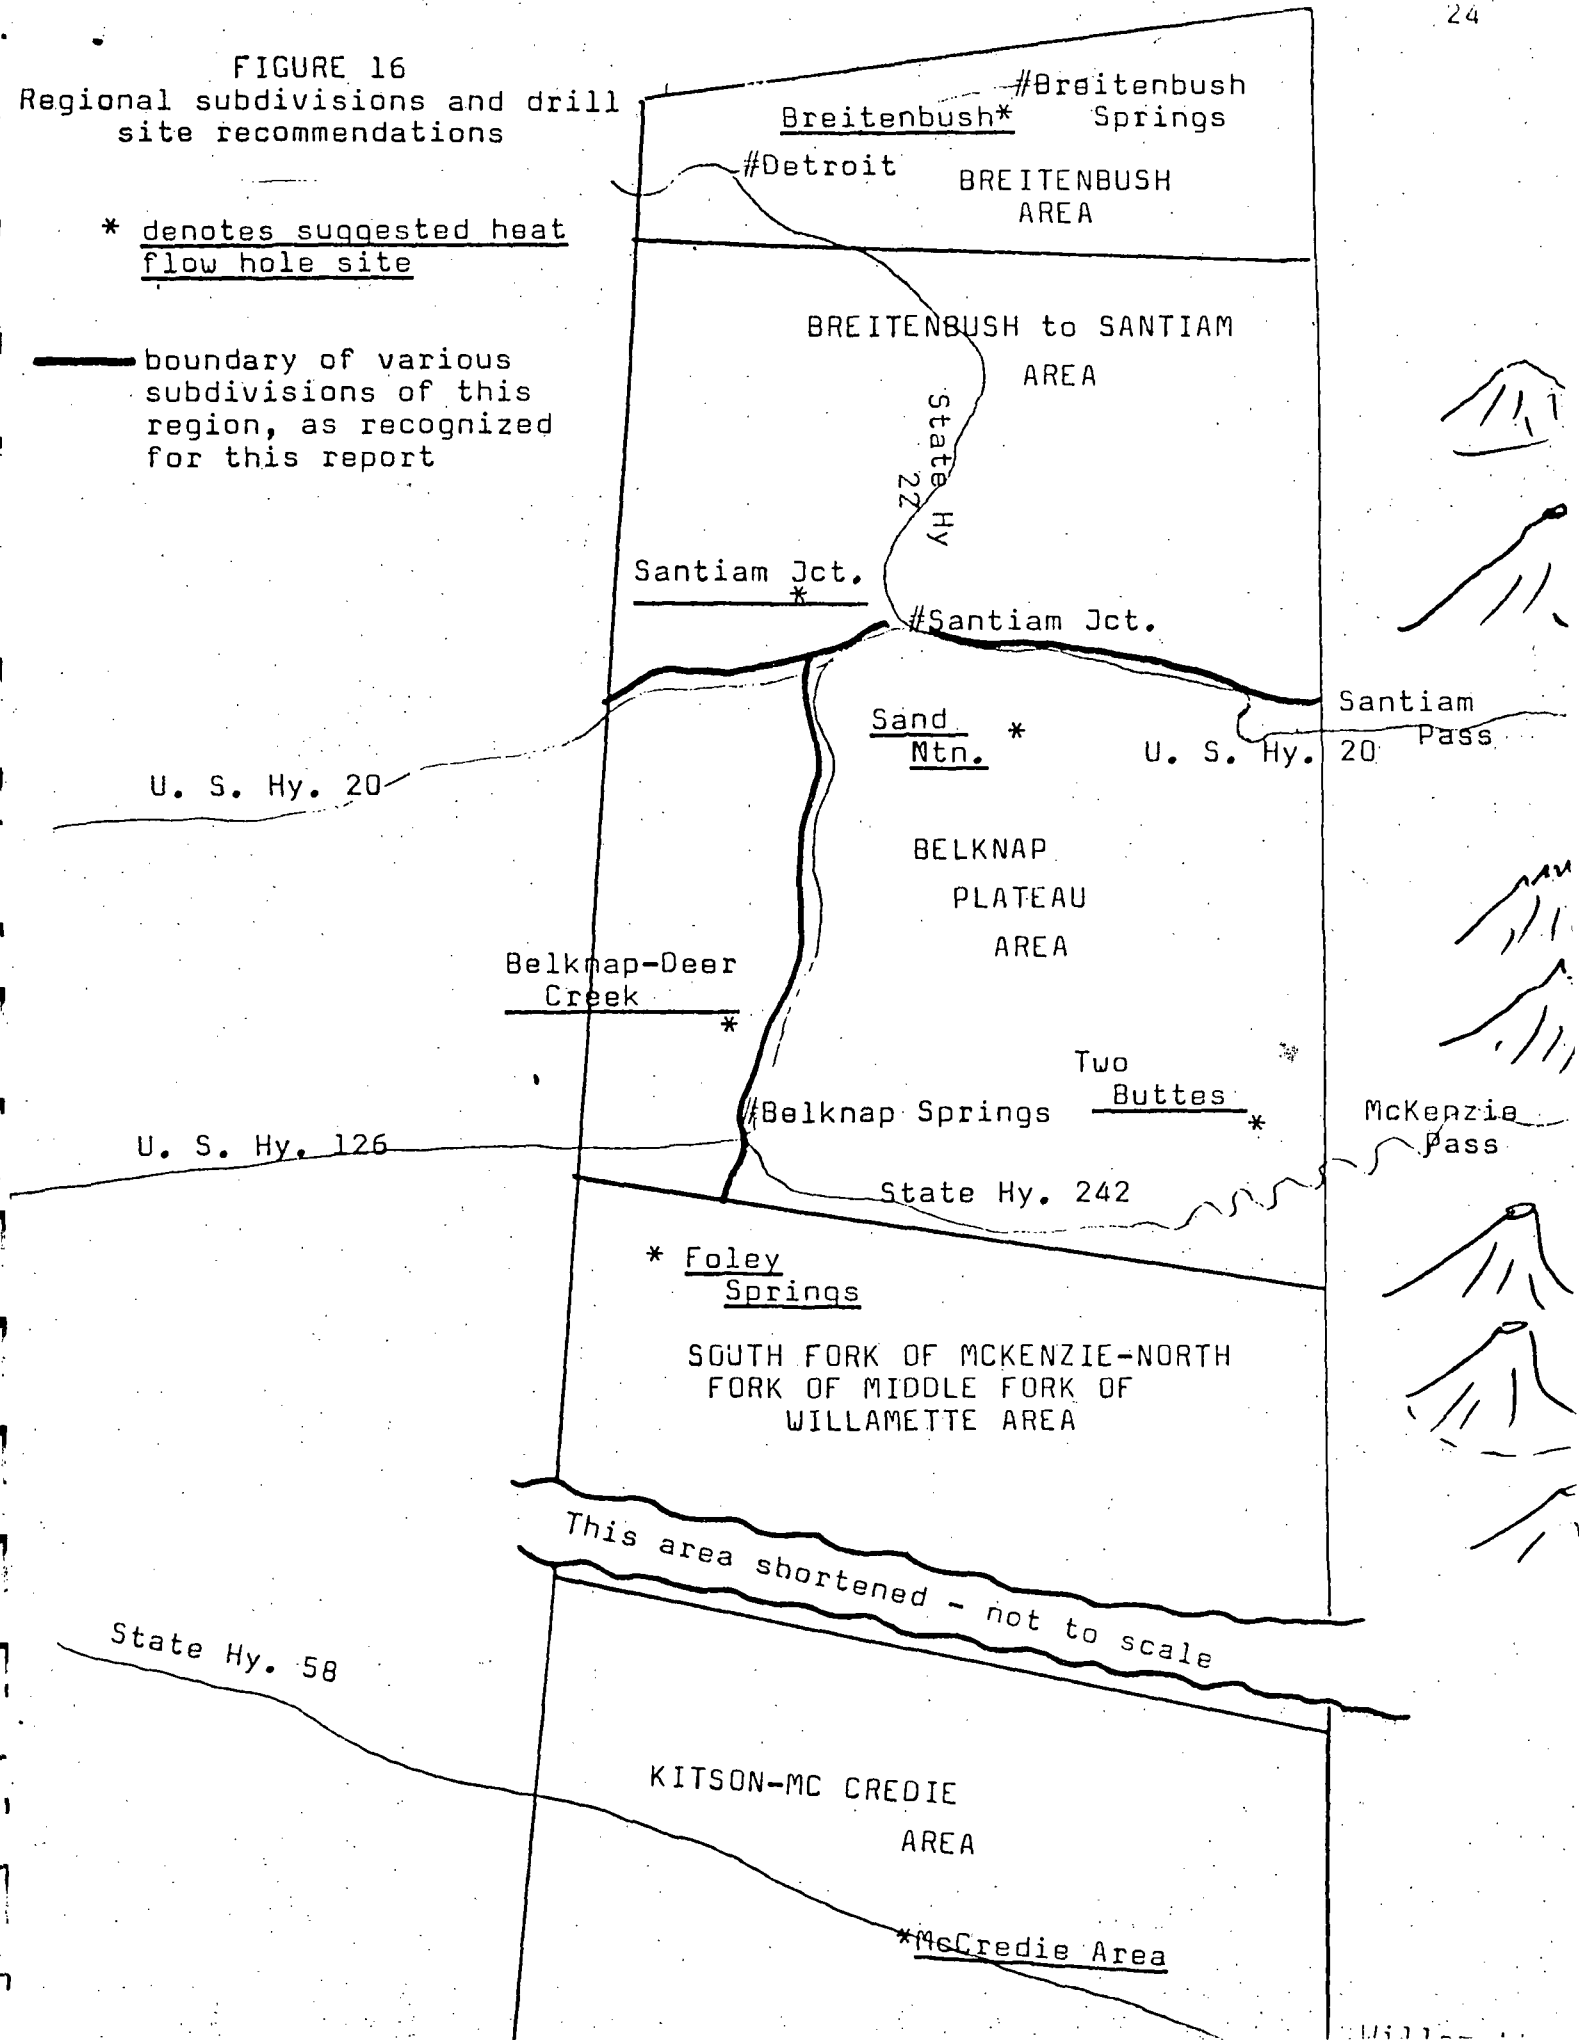 24
FIGURE 16
Regional subdivisions and drill
site recommendations
* denotes suggested heat
flow hole site
boundary of various
subdivisions of this
region, as recognized
for this report
#Breitenbush
Springs
Breitenbush*
#Detroit
BREITENBUSH
AREA
BREITENBUSH to SANTIAM
AREA
State Hy
22
Santiam Jct.
*
#Santiam Jct.
Santiam
Pass
Sand
Mtn.
*
U. S. Hy. 20
U. S. Hy. 20
BELKNAP
PLATEAU
AREA
Belknap-Deer
Creek
*
Two
Buttes
*
#Belknap Springs
McKenzie
Pass
U. S. Hy. 126
State Hy. 242
* Foley
Springs
SOUTH FORK OF MCKENZIE-NORTH
FORK OF MIDDLE FORK OF
WILLAMETTE AREA
This area shortened - not to scale
State Hy. 58
KITSON-MC CREDIE
AREA
*McCredie Area